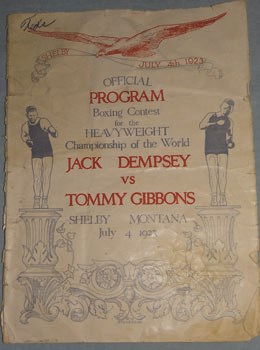 SHELBY JULY 4th, 1923
OFFICIAL
PROGRAM
Boxing Contest
for the
HEAVYWEIGHT
Championship of the World
JACK DEMPSEY
VS
TOMMY GIBBONS
SHELBY MONTANA
July 4 1923